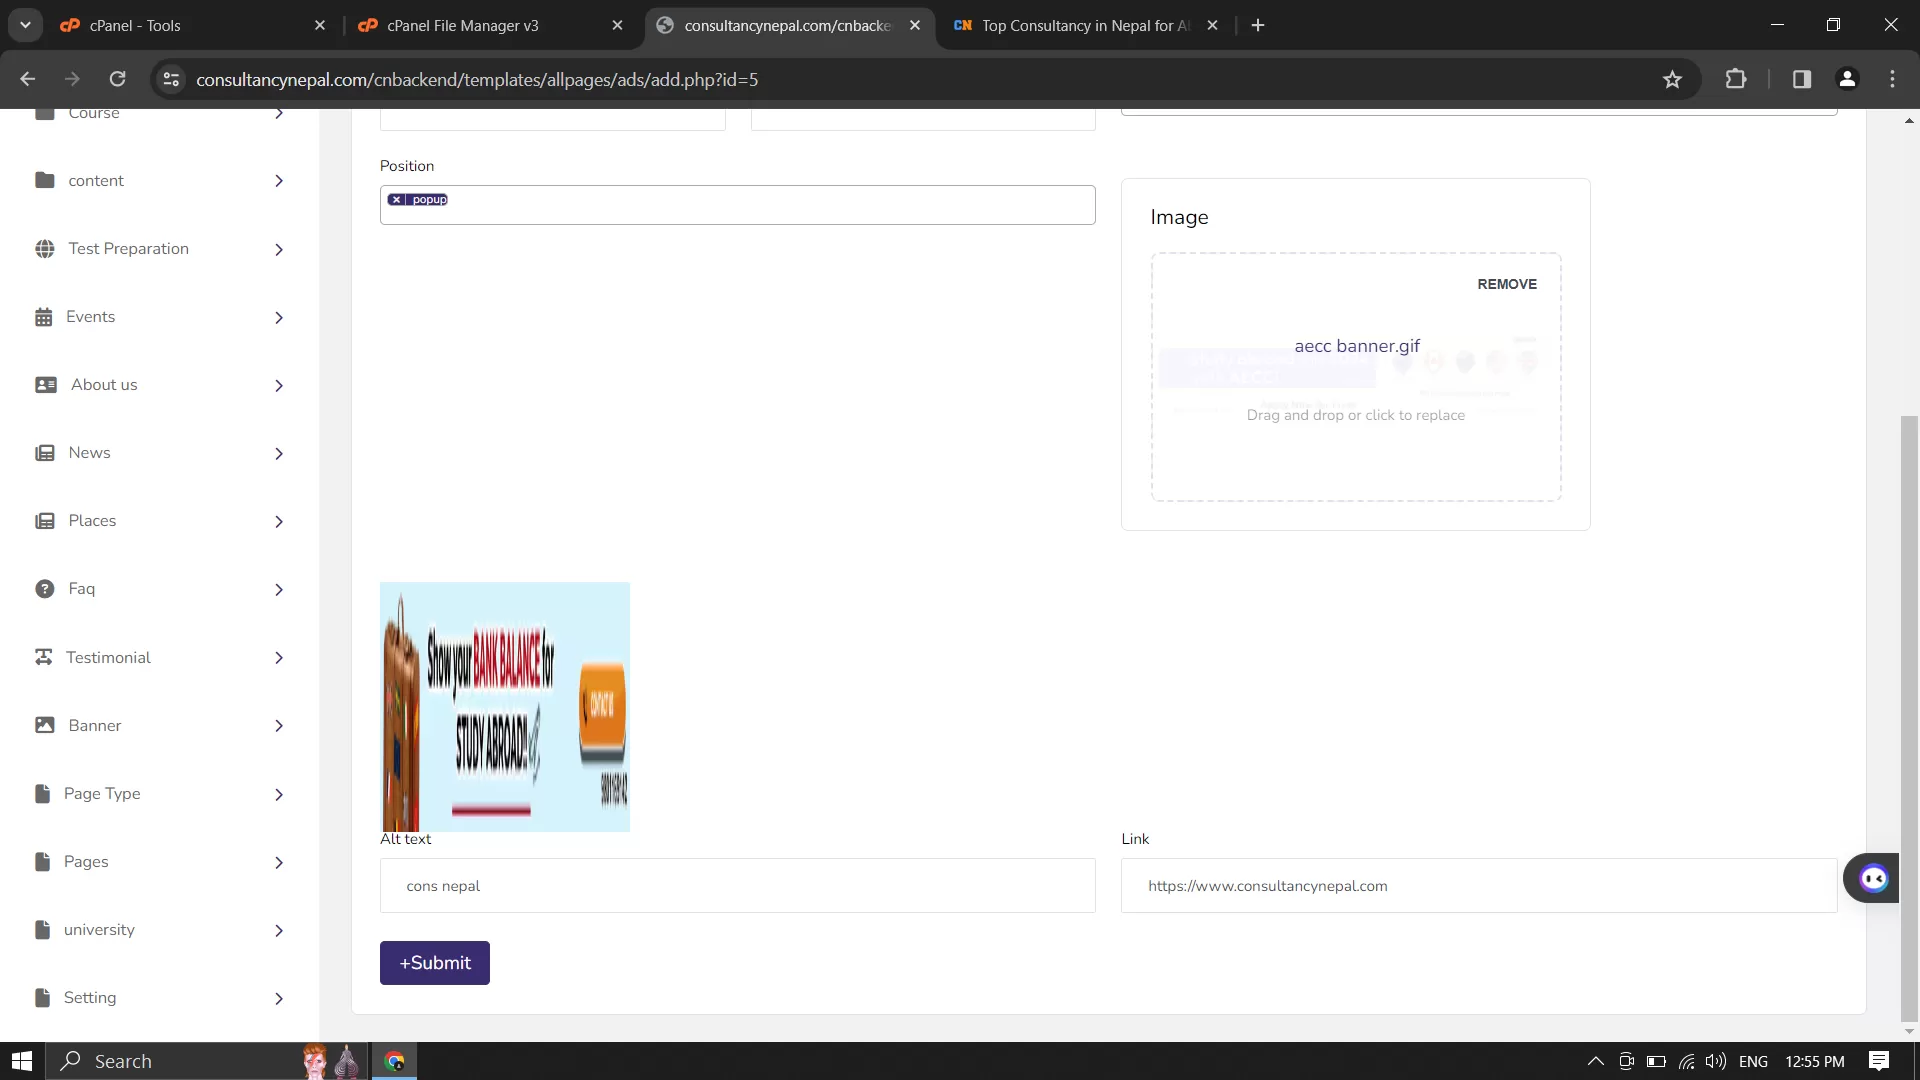 cPanel - Tools
cPanel File Manager v3
consultancynepal.com/cnbacke
Top Consultancy in Nepal for A
consultancynepal.com/cnbackend/templates/allpages/ads/add.php?id=5
Course
content
Test Preparation
Events
About us
News
Places
Faq
Testimonial
Banner
Page Type
Pages
university
Setting
Position
× popup
Image
REMOVE
aecc banner.gif
Drag and drop or click to replace
Show your BANK BALANCE for
STUDY ABROAD!!
CONTACT US
Alt text
cons nepal
Link
https://www.consultancynepal.com
+Submit
Search
ENG
12:55 PM